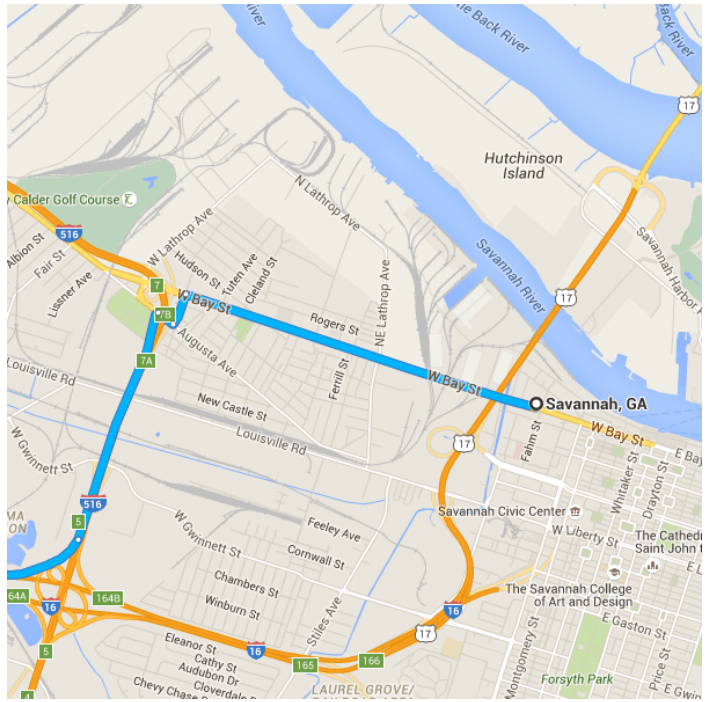 The Back River
Back River
17
Hutchinson
Island
N Lathrop Ave
Calder Golf Course
516
W Lathrop Ave
Albion St
Fair St
Lissner Ave
Hudson St
Tuten Ave
Cleland St
Savannah River
Savannah Harbor
7
7B
W Bay St
17
NE Lathrop Ave
Rogers St
7A
Augusta Ave
Ferrill St
W Bay St
Louisville Rd
Savannah, GA
New Castle St
Louisville Rd
17
Fahm St
W Bay St
E Bay
W Gwinnett St
Whitaker St
Drayton St
516
5
Savannah Civic Center
W Gwinnett St
Feeley Ave
W Liberty St
The Cathed
Saint John t
E L
Cornwall St
64A
16
164B
Chambers St
Winburn St
Stiles Ave
The Savannah College
of Art and Design
16
17
E Gaston St
Montgomery St
Price St
5
Eleanor St
16
165
166
Cathy St
Audubon Dr
Cloverdale
Chevy Chase
Forsyth Park
E Gwin
4
LAUREL GROVE/